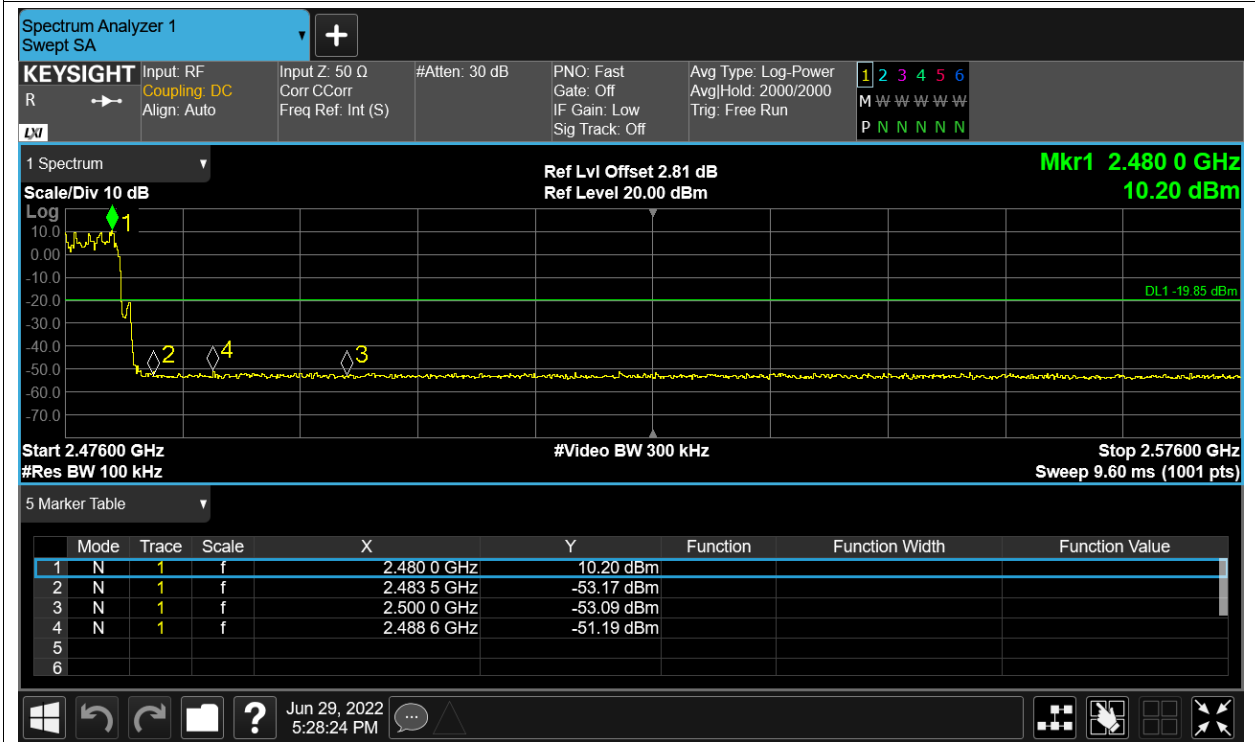 Spectrum Analyzer 1
Swept SA
KEYSIGHT
R
LXI
Input: RF
Coupling: DC
Align: Auto
Input Z: 50 Ω
Corr CCorr
Freq Ref: Int (S)
#Atten: 30 dB
PNO: Fast
Gate: Off
IF Gain: Low
Sig Track: Off
Avg Type: Log-Power
Avg|Hold: 2000/2000
Trig: Free Run
1 2 3 4 5 6
M W W W W W
P N N N N N
1 Spectrum
Scale/Div 10 dB
Ref Lvl Offset 2.81 dB
Ref Level 20.00 dBm
Mkr1 2.480 0 GHz
10.20 dBm
Log
10.0
0.00
-10.0
-20.0
-30.0
-40.0
-50.0
-60.0
-70.0
1
2
4
3
DL1 -19.85 dBm
Start 2.47600 GHz
#Res BW 100 kHz
#Video BW 300 kHz
Stop 2.57600 GHz
Sweep 9.60 ms (1001 pts)
5 Marker Table
Mode Trace Scale X Y Function Function Width Function Value
1 N 1 f 2.480 0 GHz 10.20 dBm
2 N 1 f 2.483 5 GHz -53.17 dBm
3 N 1 f 2.500 0 GHz -53.09 dBm
4 N 1 f 2.488 6 GHz -51.19 dBm
5
6
?
Jun 29, 2022
5:28:24 PM